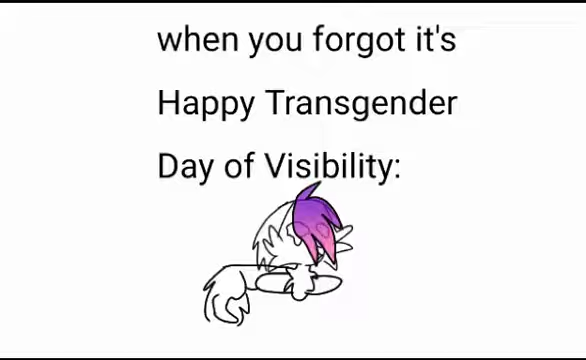 when you forgot it's
Happy Transgender
Day of Visibility: